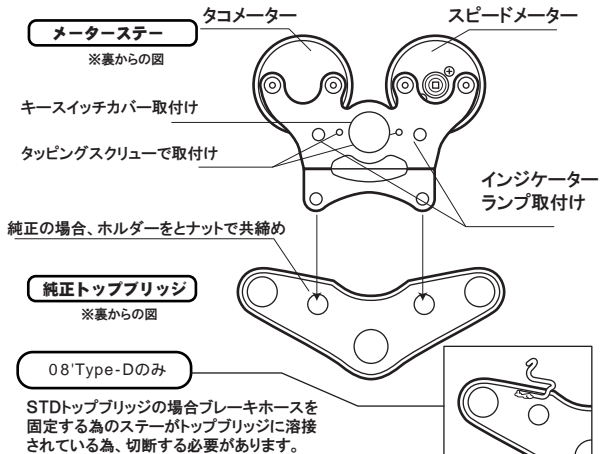 タコメーター
スピードメーター
メーターステー
※裏からの図
キースイッチカバー取付け
タッピングスクリューで取付け
インジケーター
ランプ取付け
純正の場合、ホルダーをとナットで共締め
純正トップブリッジ
※裏からの図
08'Type-Dのみ
STDトップブリッジの場合ブレーキホースを
固定する為のステーがトップブリッジに溶接
されている為、切断する必要があります。